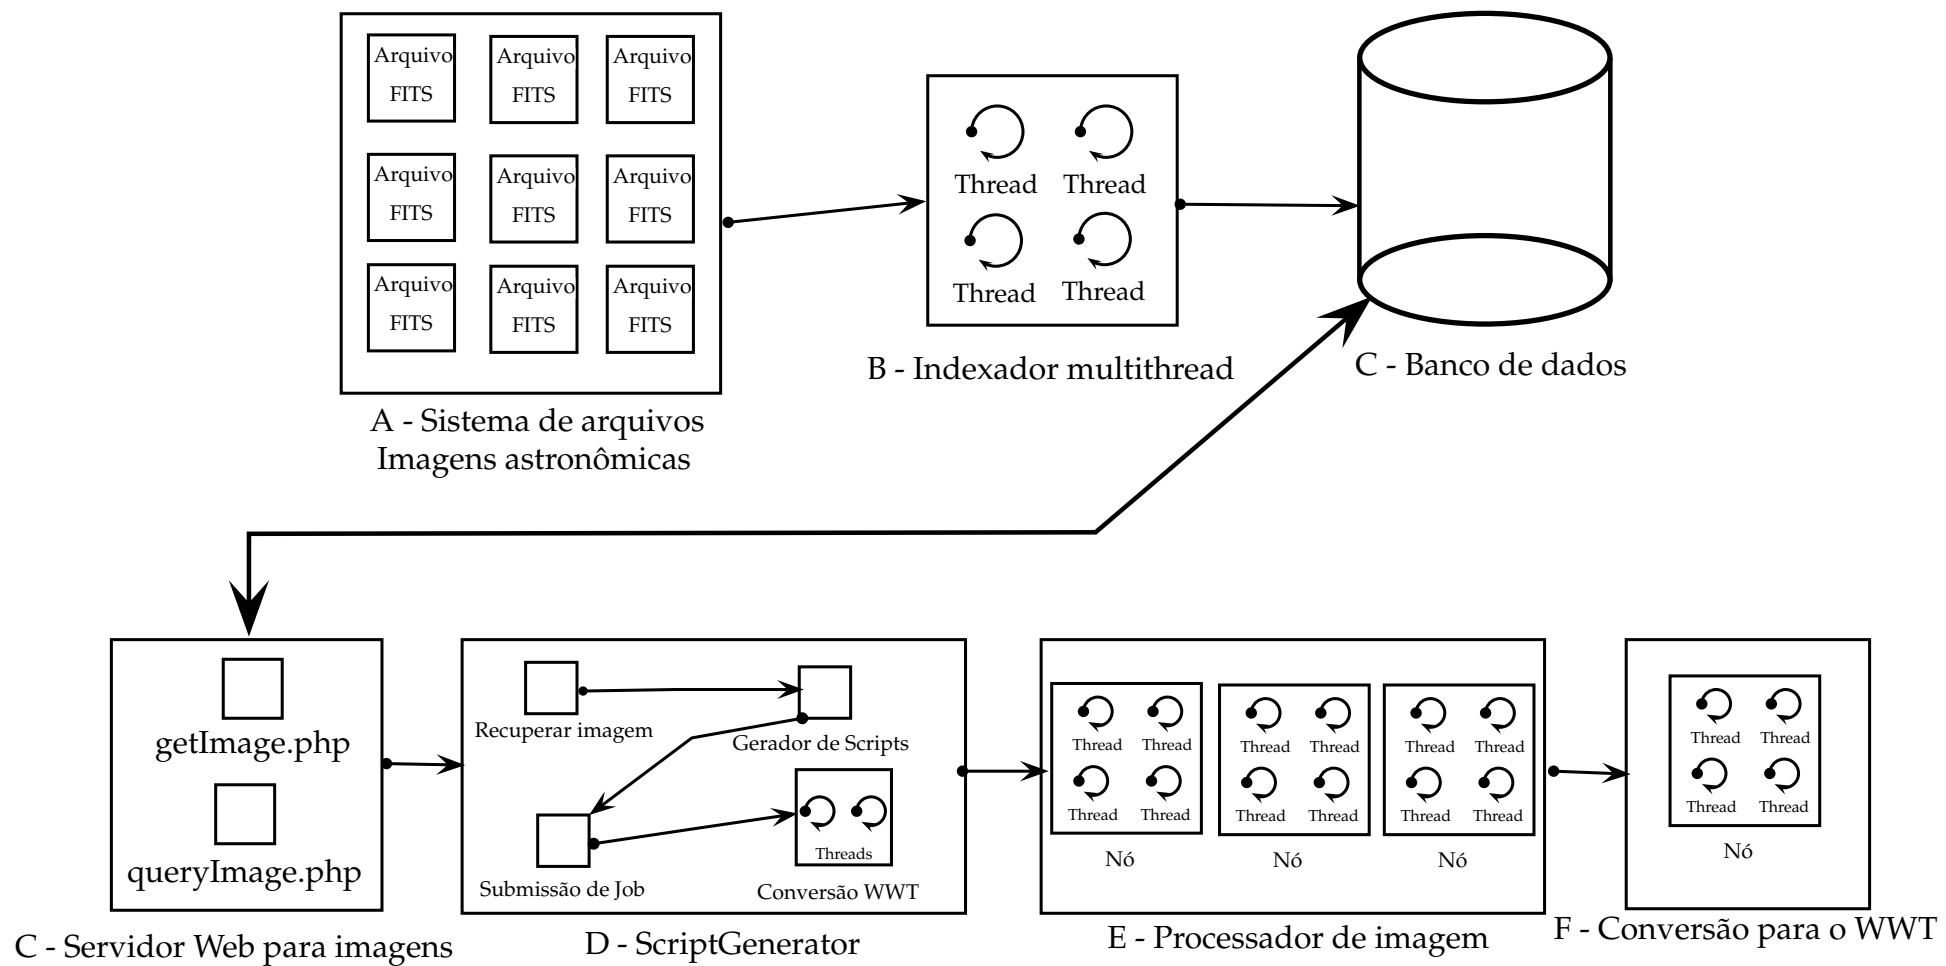 Arquivo
FITS
Arquivo
FITS
Arquivo
FITS
Arquivo
FITS
Arquivo
FITS
Arquivo
FITS
Arquivo
FITS
Arquivo
FITS
Arquivo
FITS
A - Sistema de arquivos
Imagens astronômicas
Thread
Thread
Thread
Thread
B - Indexador multithread
C - Banco de dados
getImage.php
queryImage.php
C - Servidor Web para imagens
Recuperar imagem
Gerador de Scripts
Submissão de Job
Threads
Conversão WWT
D - ScriptGenerator
Thread
Thread
Thread
Thread
Nó
Thread
Thread
Thread
Thread
Nó
Thread
Thread
Thread
Thread
Nó
E - Processador de imagem
Thread
Thread
Thread
Thread
Nó
F - Conversão para o WWT